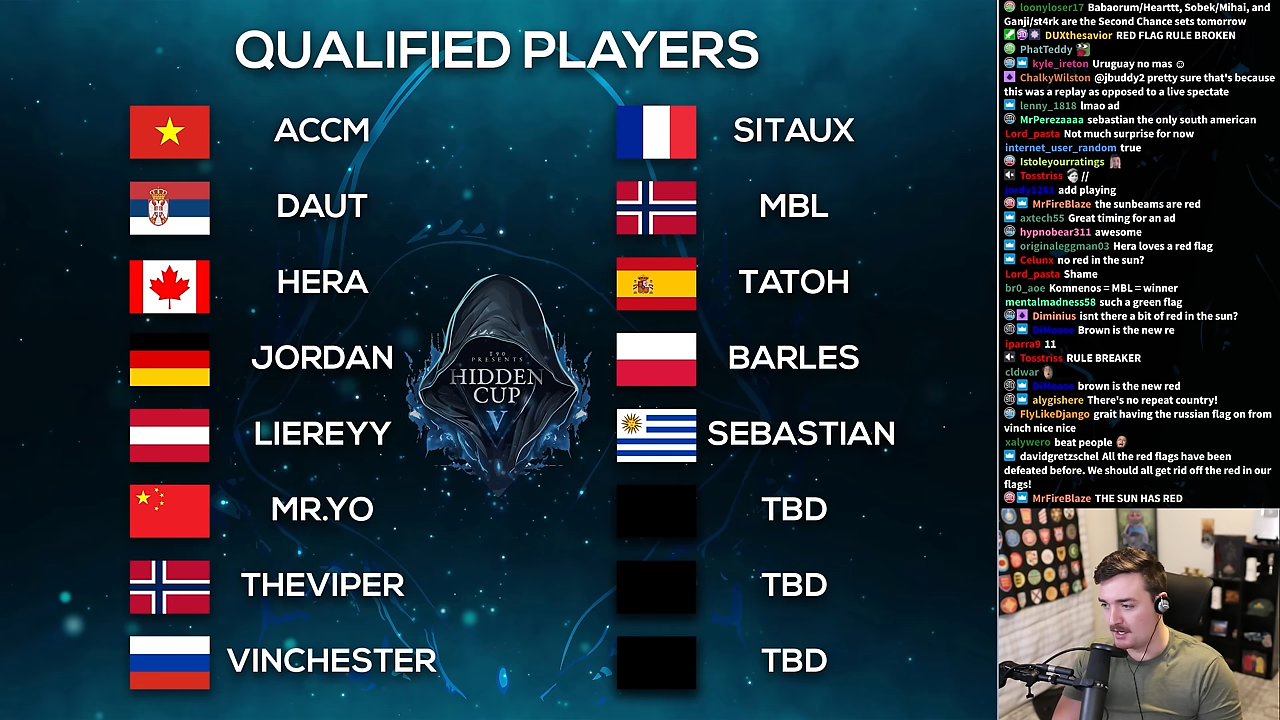 QUALIFIED PLAYERS
ACCM
DAUT
HERA
JORDAN
LIEREYY
MR.YO
THEVIPER
VINCHESTER
SITAUX
MBL
TATOH
BARLES
SEBASTIAN
TBD
TBD
TBD
T90
PRESENTS
HIDDEN
CUP
V
loonyloser17 Babaorum/Hearttt, Sobek/Mihai, and
Ganji/st4rk are the Second Chance sets tomorrow
DUXthesavior RED FLAG RULE BROKEN
PhatTeddy
kyle_ireton Uruguay no mas
ChalkyWilston @jbuddy2 pretty sure that's because
this was a replay as opposed to a live spectate
lenny_1818 lmao ad
MrPerezaaaa sebastian the only south american
Lord_pasta Not much surprise for now
internet_user_random true
Istoleyourratings
Tosstriss //
jordy1261 add playing
MrFireBlaze the sunbeams are red
axtech55 Great timing for an ad
hypnobear311 awesome
originaleggman03 Hera loves a red flag
Celunx no red in the sun?
Lord_pasta Shame
br0_aoe Komnenos = MBL = winner
mentalmadness58 such a green flag
Diminius isnt there a bit of red in the sun?
DiMoose Brown is the new re
iparra9 11
Tosstriss RULE BREAKER
cldwar
DiMoose brown is the new red
alygishere There's no repeat country!
FlyLikeDjango grait having the russian flag on from
vinch nice nice
xalywero beat people
davidgretzschel All the red flags have been
defeated before. We should all get rid off the red in our
flags!
MrFireBlaze THE SUN HAS RED